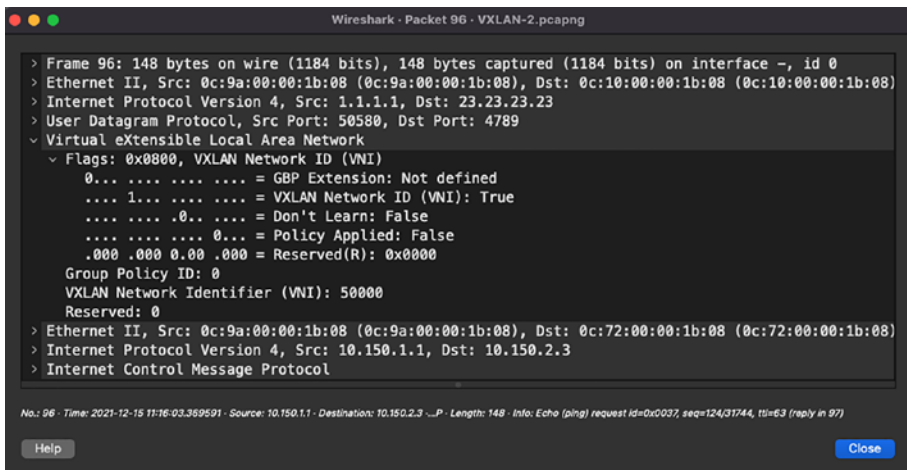 Wireshark · Packet 96 · VXLAN-2.pcapng
> Frame 96: 148 bytes on wire (1184 bits), 148 bytes captured (1184 bits) on interface -, id 0
> Ethernet II, Src: 0c:9a:00:00:1b:08 (0c:9a:00:00:1b:08), Dst: 0c:10:00:00:1b:08 (0c:10:00:00:1b:08)
> Internet Protocol Version 4, Src: 1.1.1.1, Dst: 23.23.23.23
> User Datagram Protocol, Src Port: 50580, Dst Port: 4789
Virtual eXtensible Local Area Network
Flags: 0x0800, VXLAN Network ID (VNI)
0... .... .... .... = GBP Extension: Not defined
.... 1... .... .... = VXLAN Network ID (VNI): True
.... .... .0.. .... = Don't Learn: False
.... .... .... 0... = Policy Applied: False
.000 .000 0.00 .000 = Reserved(R): 0x0000
Group Policy ID: 0
VXLAN Network Identifier (VNI): 50000
Reserved: 0
> Ethernet II, Src: 0c:9a:00:00:1b:08 (0c:9a:00:00:1b:08), Dst: 0c:72:00:00:1b:08 (0c:72:00:00:1b:08)
> Internet Protocol Version 4, Src: 10.150.1.1, Dst: 10.150.2.3
> Internet Control Message Protocol
No.: 96 · Time: 2021-12-15 11:16:03.369591 · Source: 10.150.1.1 · Destination: 10.150.2.3 ·...P · Length: 148 · Info: Echo (ping) request id=0x0037, seq=124/31744, ttl=63 (reply in 97)
Help
Close